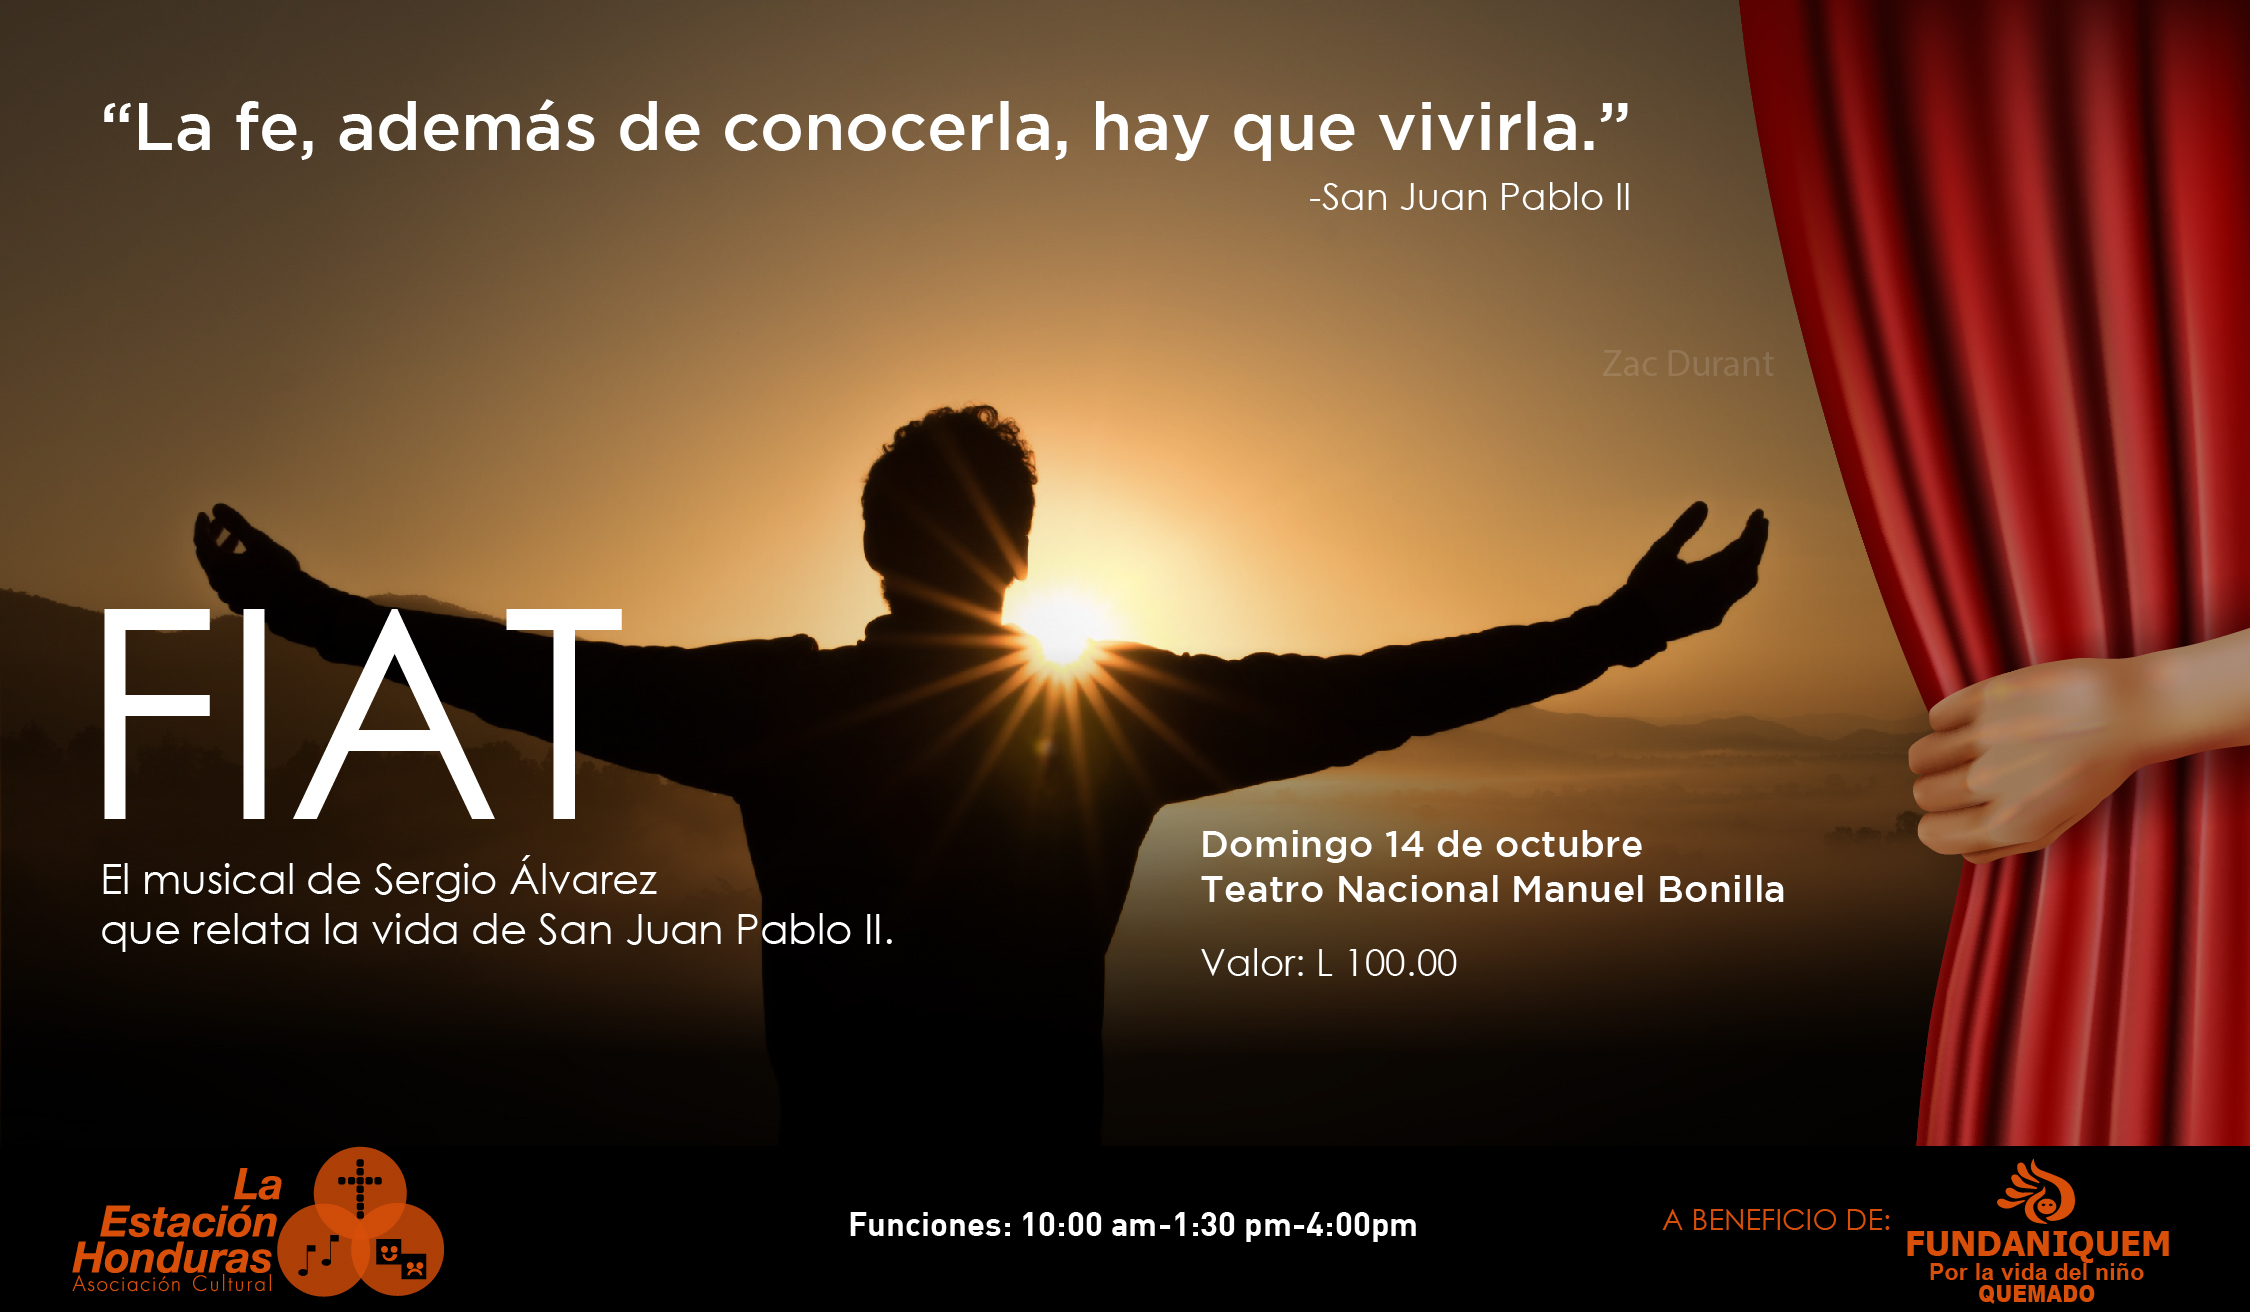 “La fe, además de conocerla, hay que vivirla.”
-San Juan Pablo II
Zac Durant
FIAT
El musical de Sergio Álvarez
que relata la vida de San Juan Pablo II.
Domingo 14 de octubre
Teatro Nacional Manuel Bonilla
Valor: L 100.00
La
Estación
Honduras
Asociación Cultural
Funciones: 10:00 am-1:30 pm-4:00pm
A BENEFICIO DE:
FUNDANIQUEM
Por la vida del niño
QUEMADO